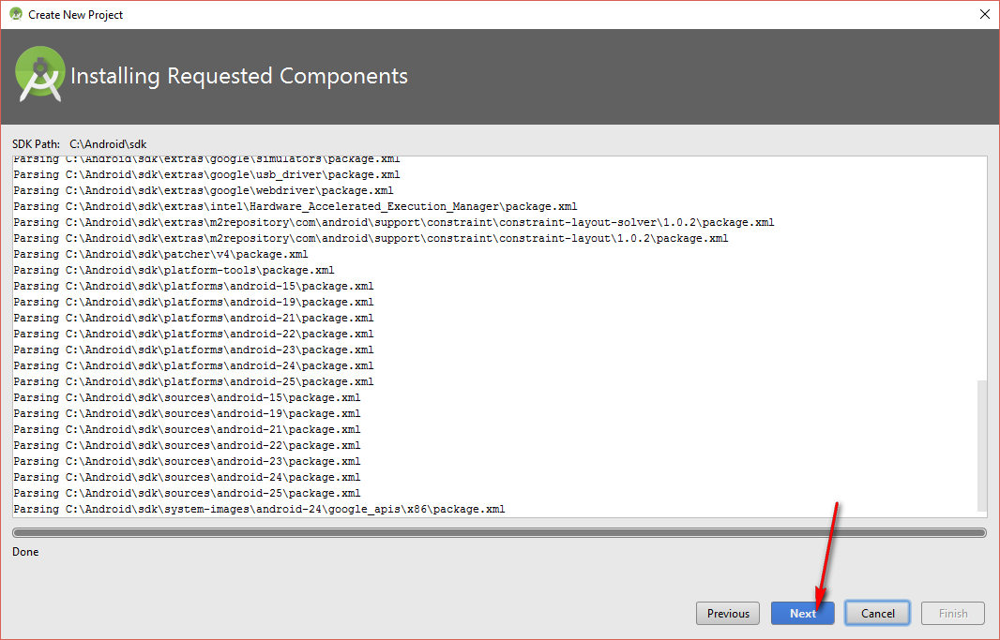 Create New Project
Installing Requested Components
SDK Path: C:\Android\sdk
Parsing C:\Android\sdk\extras\google\simulators\package.xml
Parsing C:\Android\sdk\extras\google\usb_driver\package.xml
Parsing C:\Android\sdk\extras\google\webdriver\package.xml
Parsing C:\Android\sdk\extras\intel\Hardware_Accelerated_Execution_Manager\package.xml
Parsing C:\Android\sdk\extras\m2repository\com\android\support\constraint\constraint-layout-solver\1.0.2\package.xml
Parsing C:\Android\sdk\extras\m2repository\com\android\support\constraint\constraint-layout\1.0.2\package.xml
Parsing C:\Android\sdk\patcher\v4\package.xml
Parsing C:\Android\sdk\platform-tools\package.xml
Parsing C:\Android\sdk\platforms\android-15\package.xml
Parsing C:\Android\sdk\platforms\android-19\package.xml
Parsing C:\Android\sdk\platforms\android-21\package.xml
Parsing C:\Android\sdk\platforms\android-22\package.xml
Parsing C:\Android\sdk\platforms\android-23\package.xml
Parsing C:\Android\sdk\platforms\android-24\package.xml
Parsing C:\Android\sdk\platforms\android-25\package.xml
Parsing C:\Android\sdk\sources\android-15\package.xml
Parsing C:\Android\sdk\sources\android-19\package.xml
Parsing C:\Android\sdk\sources\android-21\package.xml
Parsing C:\Android\sdk\sources\android-22\package.xml
Parsing C:\Android\sdk\sources\android-23\package.xml
Parsing C:\Android\sdk\sources\android-24\package.xml
Parsing C:\Android\sdk\sources\android-25\package.xml
Parsing C:\Android\sdk\system-images\android-24\google_apis\x86\package.xml
Done
Previous Next Cancel Finish